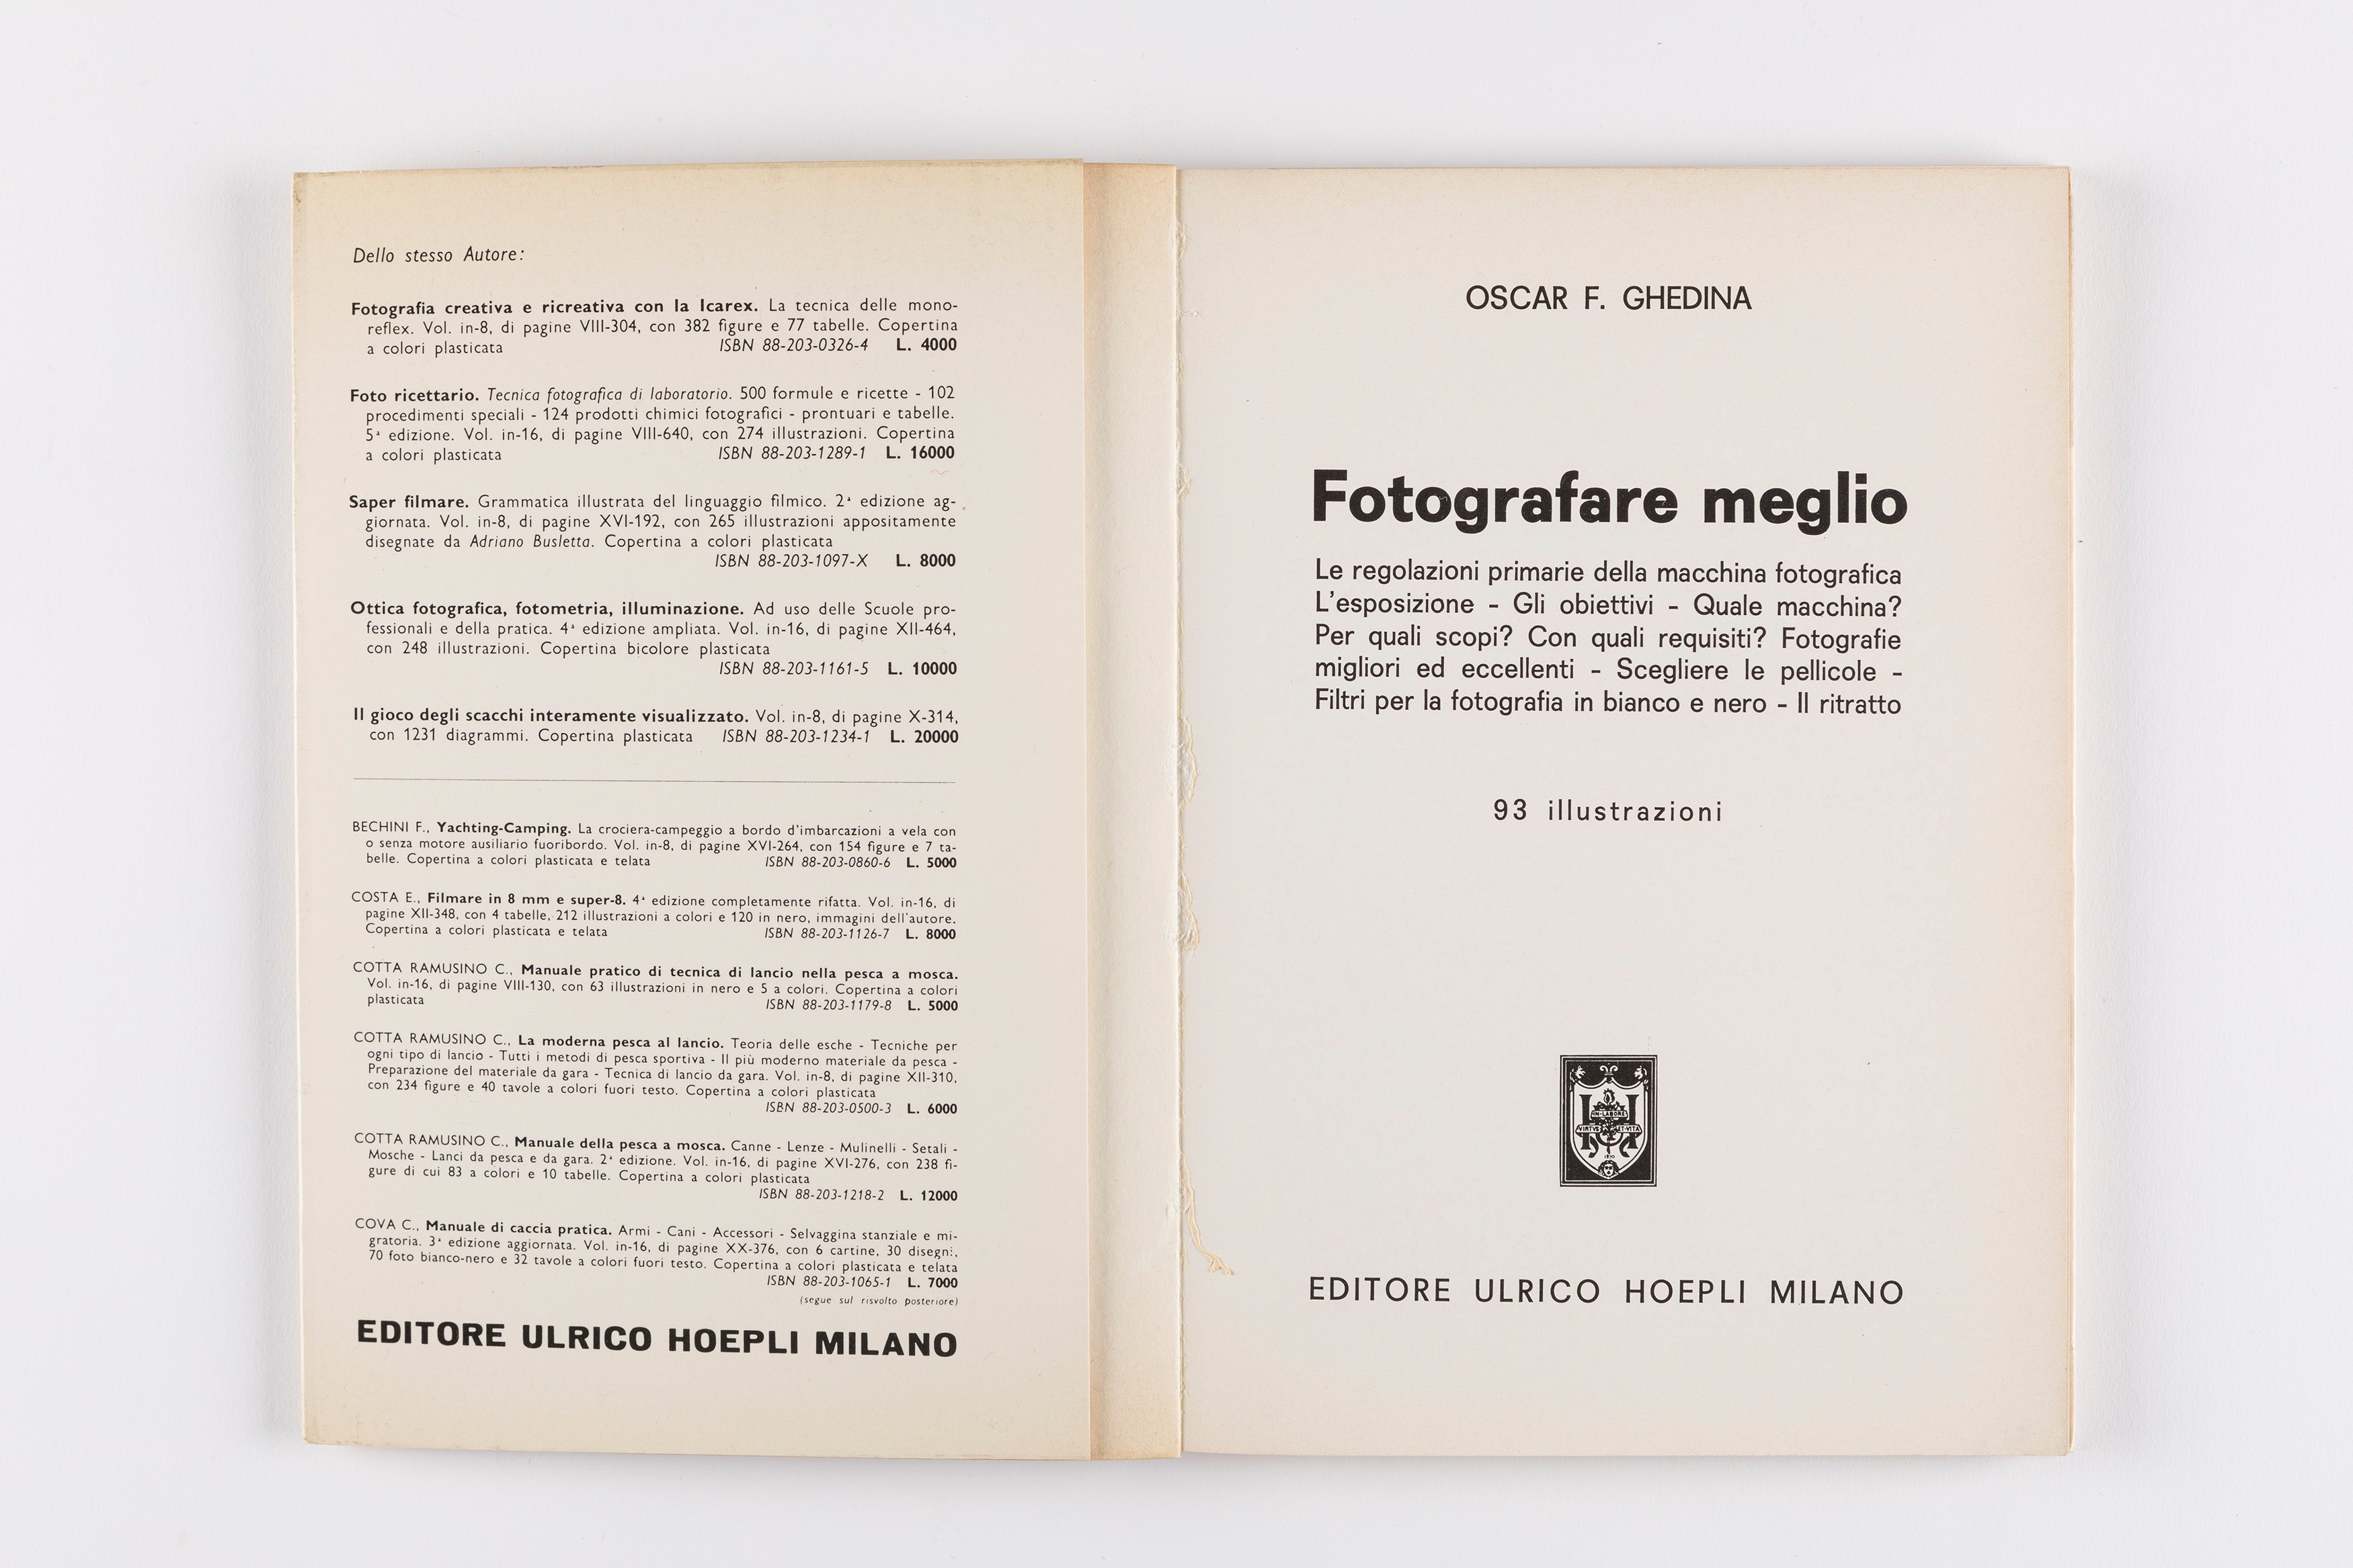 Dello stesso Autore:
Fotografia creativa e ricreativa con la Icarex. La tecnica delle mono-
reflex. Vol. in-8, di pagine VIII-304, con 382 figure e 77 tabelle. Copertina
a colori plasticata ISBN 88-203-0326-4 L. 4000
Foto ricettario. Tecnica fotografica di laboratorio. 500 formule e ricette - 102
procedimenti speciali - 124 prodotti chimici fotografici - prontuari e tabelle.
5ª edizione. Vol. in-16, di pagine VIII-640, con 274 illustrazioni. Copertina
a colori plasticata ISBN 88-203-1289-1 L. 16000
Saper filmare. Grammatica illustrata del linguaggio filmico. 2ª edizione ag-
giornata. Vol. in-8, di pagine XVI-192, con 265 illustrazioni appositamente
disegnate da Adriano Busletta. Copertina a colori plasticata
ISBN 88-203-1097-X L. 8000
Ottica fotografica, fotometria, illuminazione. Ad uso delle Scuole pro-
fessionali e della pratica. 4ª edizione ampliata. Vol. in-16, di pagine XII-464,
con 248 illustrazioni. Copertina bicolore plasticata
ISBN 88-203-1161-5 L. 10000
Il gioco degli scacchi interamente visualizzato. Vol. in-8, di pagine X-314,
con 1231 diagrammi. Copertina plasticata ISBN 88-203-1234-1 L. 20000
BECHINI F., Yachting-Camping. La crociera-campeggio a bordo d'imbarcazioni a vela con
o senza motore ausiliario fuoribordo. Vol. in-8, di pagine XVI-264, con 154 figure e 7 ta-
belle. Copertina a colori plasticata e telata ISBN 88-203-0860-6 L. 5000
COSTA E., Filmare in 8 mm e super-8. 4ª edizione completamente rifatta. Vol. in-16, di
pagine XII-348, con 4 tabelle, 212 illustrazioni a colori e 120 in nero, immagini dell'autore.
Copertina a colori plasticata e telata ISBN 88-203-1126-7 L. 8000
COTTA RAMUSINO C., Manuale pratico di tecnica di lancio nella pesca a mosca.
Vol. in-16, di pagine VIII-130, con 63 illustrazioni in nero e 5 a colori. Copertina a colori
plasticata ISBN 88-203-1179-8 L. 5000
COTTA RAMUSINO C., La moderna pesca al lancio. Teoria delle esche - Tecniche per
ogni tipo di lancio - Tutti i metodi di pesca sportiva - Il più moderno materiale da pesca -
Preparazione del materiale da gara - Tecnica di lancio da gara. Vol. in-8, di pagine XII-310,
con 234 figure e 40 tavole a colori fuori testo. Copertina a colori plasticata
ISBN 88-203-0500-3 L. 6000
COTTA RAMUSINO C., Manuale della pesca a mosca. Canne - Lenze - Mulinelli - Setali -
Mosche - Lanci da pesca e da gara. 2ª edizione. Vol. in-16, di pagine XVI-276, con 238 fi-
gure di cui 83 a colori e 10 tabelle. Copertina a colori plasticata
ISBN 88-203-1218-2 L. 12000
COVA C., Manuale di caccia pratica. Armi - Cani - Accessori - Selvaggina stanziale e mi-
gratoria. 3ª edizione aggiornata. Vol. in-16, di pagine XX-376, con 6 cartine, 30 disegni,
70 foto bianco-nero e 32 tavole a colori fuori testo. Copertina a colori plasticata e telata
ISBN 88-203-1065-1 L. 7000
(segue sul risvolto posteriore)
EDITORE ULRICO HOEPLI MILANO
OSCAR F. GHEDINA
Fotografare meglio
Le regolazioni primarie della macchina fotografica
L'esposizione - Gli obiettivi - Quale macchina?
Per quali scopi? Con quali requisiti? Fotografie
migliori ed eccellenti - Scegliere le pellicole -
Filtri per la fotografia in bianco e nero - Il ritratto
93 illustrazioni
IN·LABORE
VIRTVS ET·VITA
1870
EDITORE ULRICO HOEPLI MILANO